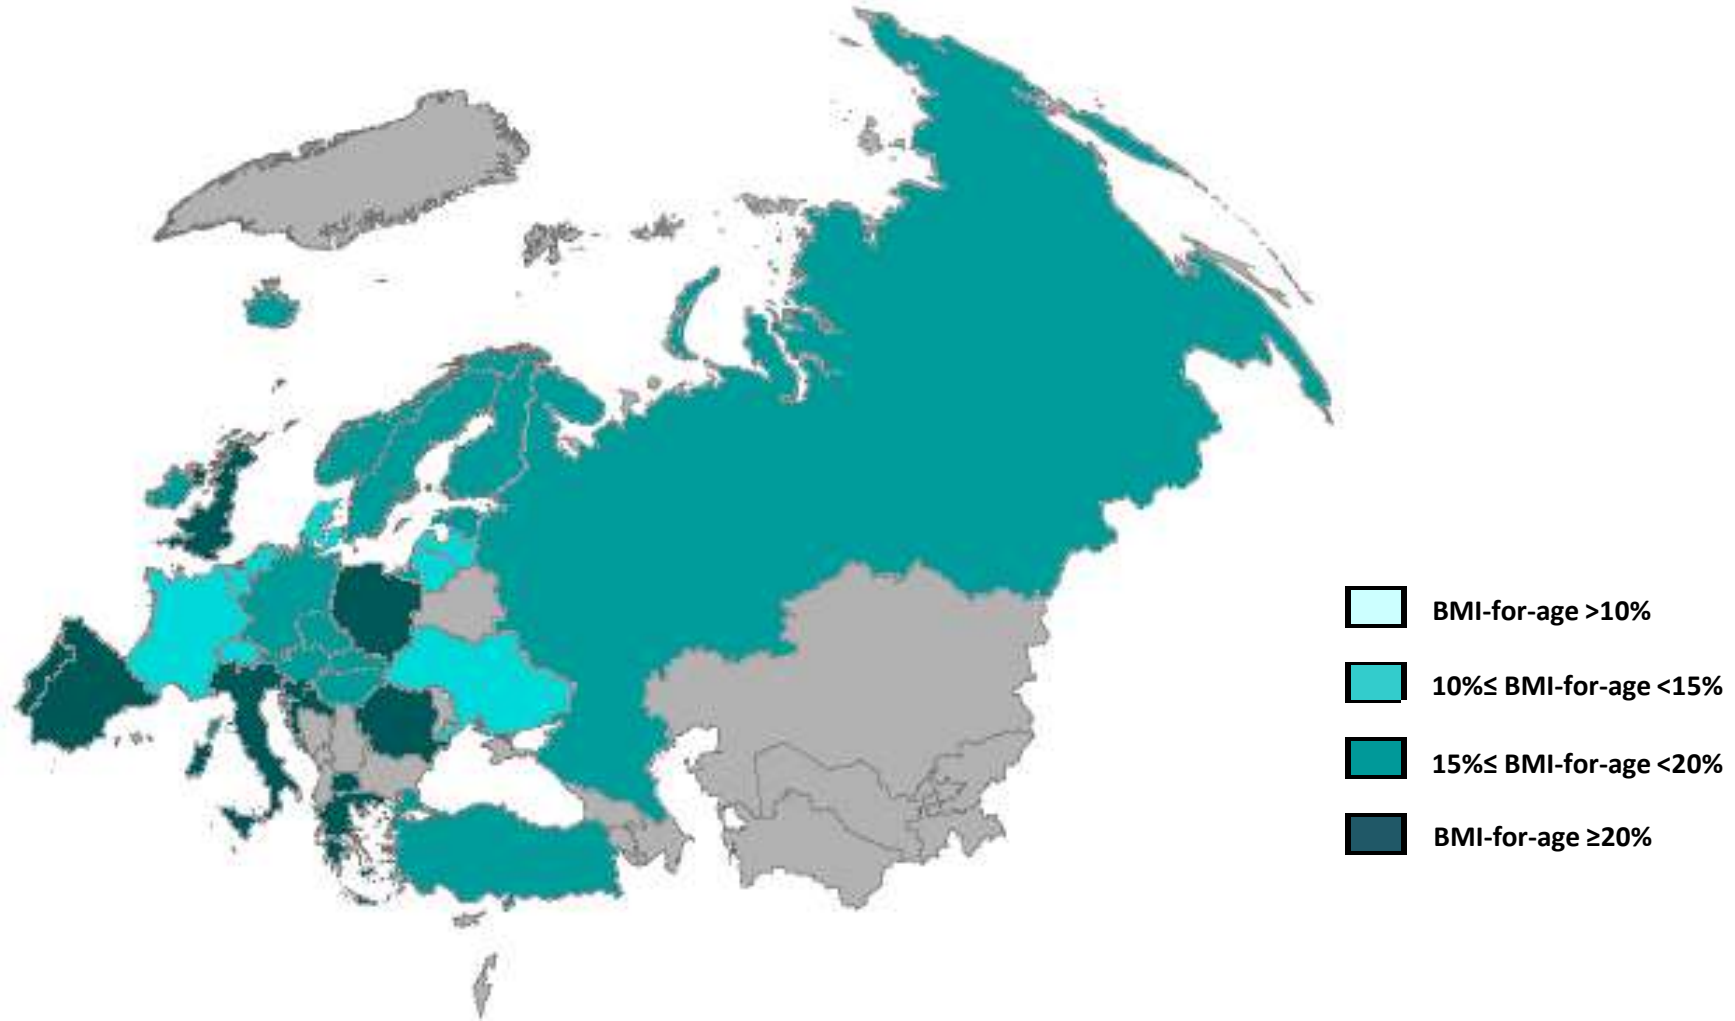 BMI-for-age >10%
10%≤ BMI-for-age <15%
15%≤ BMI-for-age <20%
BMI-for-age ≥20%